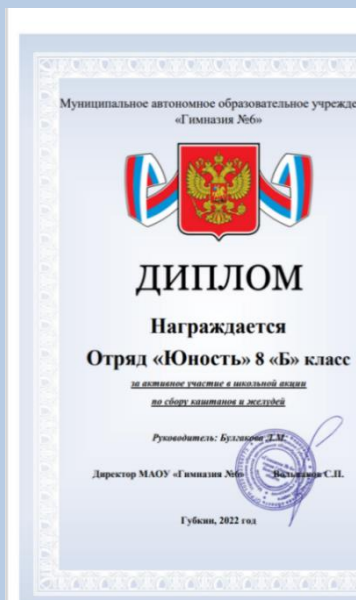 Муниципальное автономное образовательное учрежде
«Гимназия №6»
ДИПЛОМ
Награждается
Отряд «Юность» 8 «Б» класс
за активное участие в школьной акции
по сбору каштанов и желудей
Руководитель: Булгакова Л.М.
Директор МАОУ «Гимназия №6» С.П.
Губкин, 2022 год